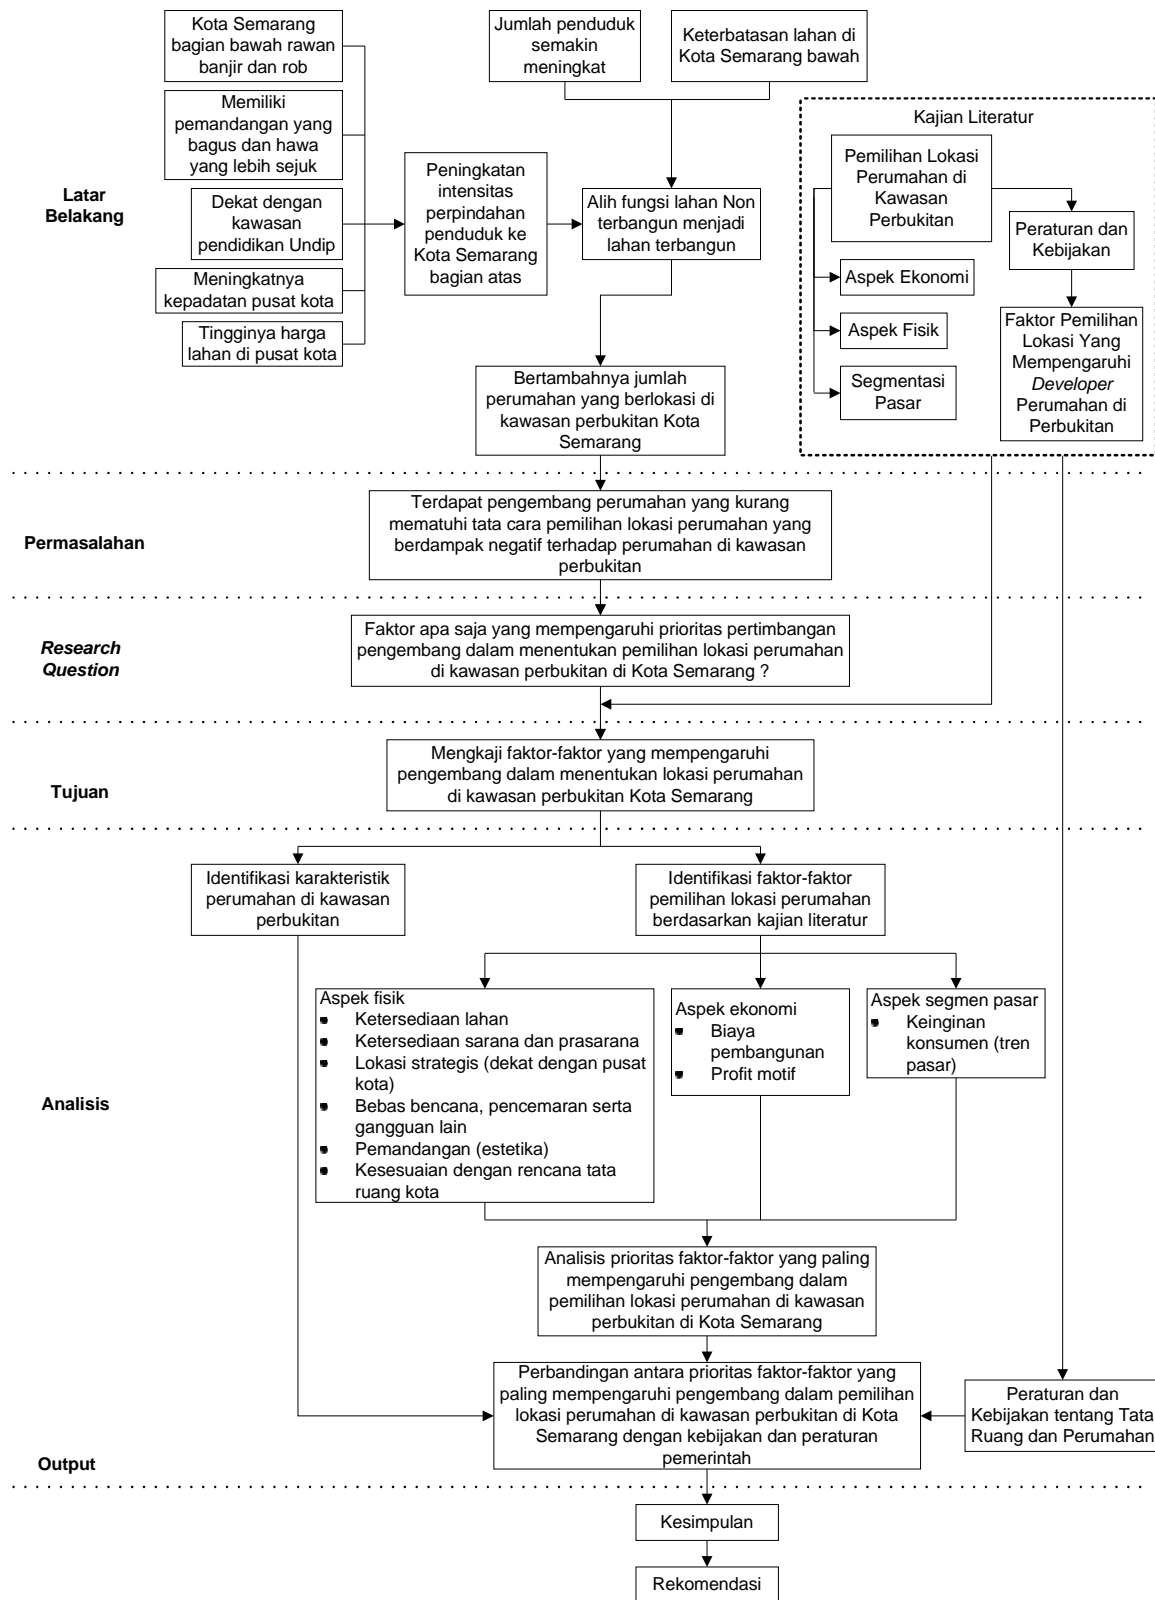 Kota Semarang
bagian bawah rawan
banjir dan rob
Jumlah penduduk
semakin
meningkat
Keterbatasan lahan di
Kota Semarang bawah
Memiliki
pemandangan yang
bagus dan hawa
yang lebih sejuk
Latar
Belakang
Dekat dengan
kawasan
pendidikan Undip
Meningkatnya
kepadatan pusat kota
Tingginya harga
lahan di pusat kota
Peningkatan
intensitas
perpindahan
penduduk ke
Kota Semarang
bagian atas
Alih fungsi lahan Non
terbangun menjadi
lahan terbangun
Kajian Literatur
Pemilihan Lokasi
Perumahan di
Kawasan
Perbukitan
Peraturan dan
Kebijakan
Aspek Ekonomi
Aspek Fisik
Segmentasi
Pasar
Faktor Pemilihan
Lokasi Yang
Mempengaruhi
Developer
Perumahan di
Perbukitan
Bertambahnya jumlah
perumahan yang berlokasi di
kawasan perbukitan Kota
Semarang
Permasalahan
Terdapat pengembang perumahan yang kurang
mematuhi tata cara pemilihan lokasi perumahan yang
berdampak negatif terhadap perumahan di kawasan
perbukitan
Research
Question
Faktor apa saja yang mempengaruhi prioritas pertimbangan
pengembang dalam menentukan pemilihan lokasi perumahan
di kawasan perbukitan di Kota Semarang ?
Tujuan
Mengkaji faktor-faktor yang mempengaruhi
pengembang dalam menentukan lokasi perumahan
di kawasan perbukitan Kota Semarang
Identifikasi karakteristik
perumahan di kawasan
perbukitan
Identifikasi faktor-faktor
pemilihan lokasi perumahan
berdasarkan kajian literatur
Analisis
Aspek fisik
▪ Ketersediaan lahan
▪ Ketersediaan sarana dan prasarana
▪ Lokasi strategis (dekat dengan pusat
kota)
▪ Bebas bencana, pencemaran serta
gangguan lain
▪ Pemandangan (estetika)
▪ Kesesuaian dengan rencana tata
ruang kota
Aspek ekonomi
▪ Biaya
pembangunan
▪ Profit motif
Aspek segmen pasar
▪ Keinginan
konsumen (tren
pasar)
Analisis prioritas faktor-faktor yang paling
mempengaruhi pengembang dalam
pemilihan lokasi perumahan di kawasan
perbukitan di Kota Semarang
Perbandingan antara prioritas faktor-faktor yang
paling mempengaruhi pengembang dalam pemilihan
lokasi perumahan di kawasan perbukitan di Kota
Semarang dengan kebijakan dan peraturan
pemerintah
Peraturan dan
Kebijakan tentang Tata
Ruang dan Perumahan
Output
Kesimpulan
Rekomendasi